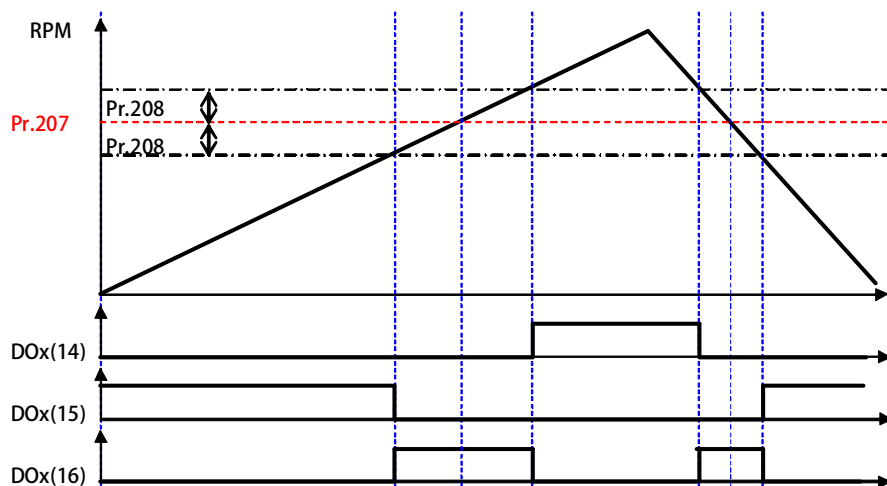 RPM
Pr.208
Pr.207
Pr.208
DOx(14)
DOx(15)
DOx(16)